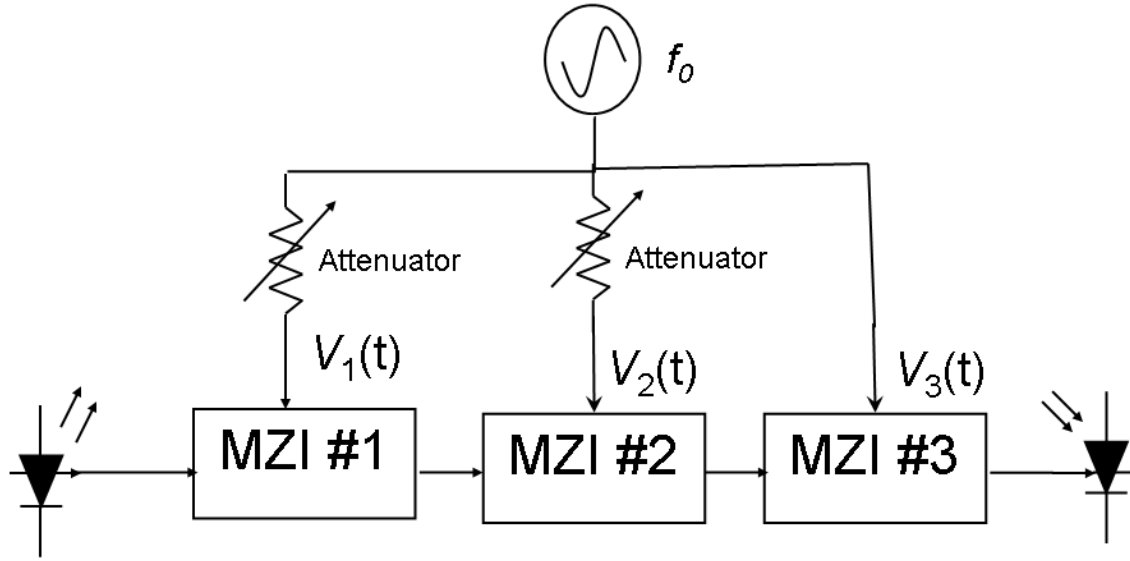 f0
Attenuator
Attenuator
V1(t)
V2(t)
V3(t)
MZI #1
MZI #2
MZI #3